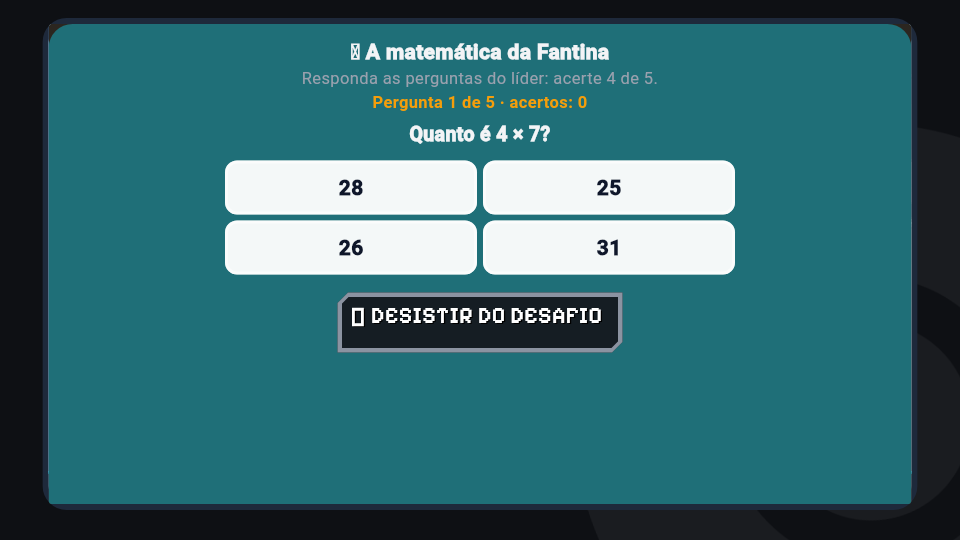 A matemática da Fantina
Responda as perguntas do líder: acerte 4 de 5.
Pergunta 1 de 5 · acertos: 0
Quanto é 4 × 7?
28
25
26
31
DESISTIR DO DESAFIO